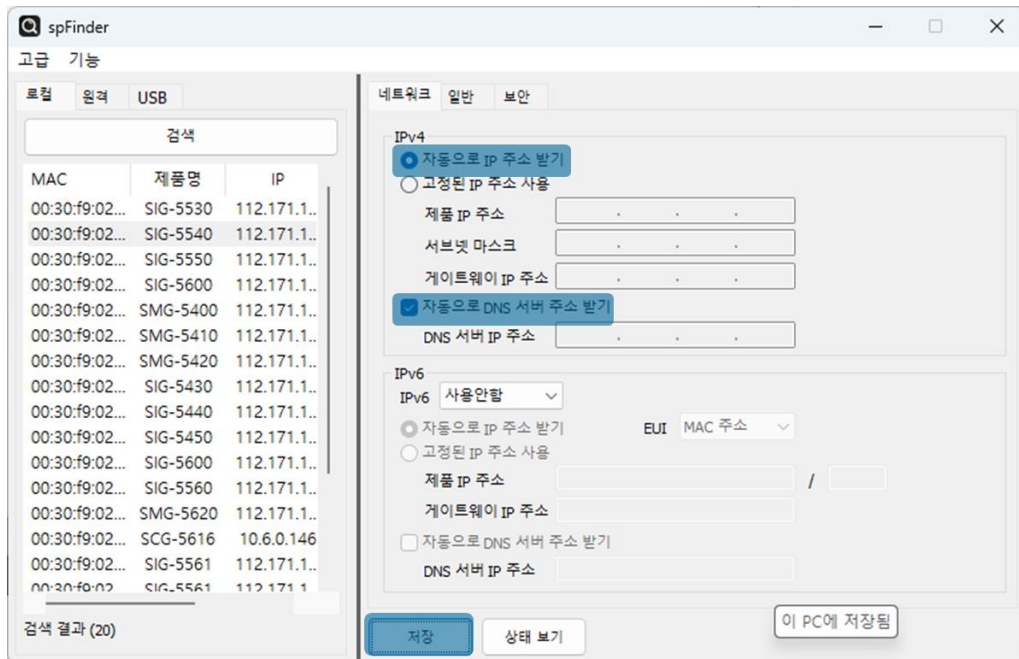 spFinder
고급 기능
로컬 원격 USB
검색
MAC 제품명 IP
00:30:f9:02... SIG-5530 112.171.1..
00:30:f9:02... SIG-5540 112.171.1..
00:30:f9:02... SIG-5550 112.171.1..
00:30:f9:02... SIG-5600 112.171.1..
00:30:f9:02... SMG-5400 112.171.1..
00:30:f9:02... SMG-5410 112.171.1..
00:30:f9:02... SMG-5420 112.171.1..
00:30:f9:02... SIG-5430 112.171.1..
00:30:f9:02... SIG-5440 112.171.1..
00:30:f9:02... SIG-5450 112.171.1..
00:30:f9:02... SIG-5600 112.171.1..
00:30:f9:02... SIG-5560 112.171.1..
00:30:f9:02... SMG-5620 112.171.1..
00:30:f9:02... SCG-5616 10.6.0.146
00:30:f9:02... SIG-5561 112.171.1..
00:30:f9:02 SIG-5561 112.171.1
검색 결과 (20)
네트워크 일반 보안
IPv4
자동으로 IP 주소 받기
고정된 IP 주소 사용
제품 IP 주소 . . .
서브넷 마스크 . . .
게이트웨이 IP 주소 . . .
자동으로 DNS 서버 주소 받기
DNS 서버 IP 주소 . . .
IPv6
IPv6 사용안함
자동으로 IP 주소 받기 EUI MAC 주소
고정된 IP 주소 사용
제품 IP 주소 /
게이트웨이 IP 주소
자동으로 DNS 서버 주소 받기
DNS 서버 IP 주소
저장 상태 보기
이 PC에 저장됨